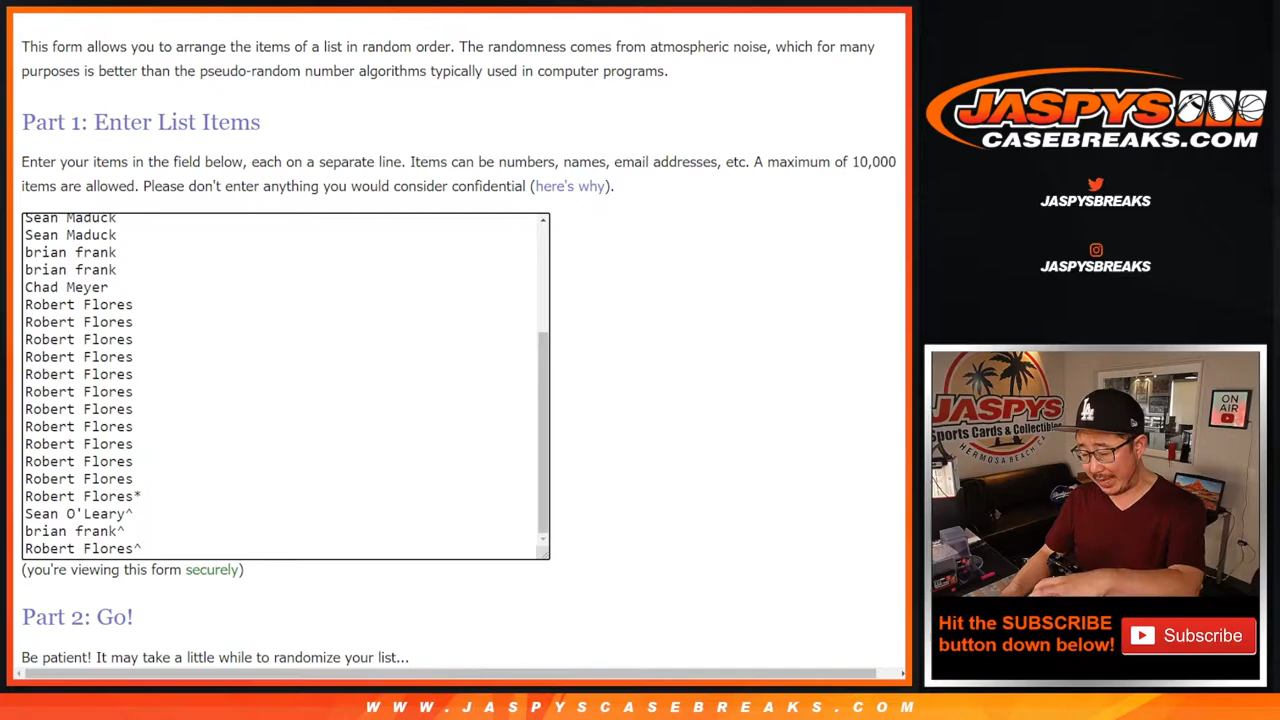 This form allows you to arrange the items of a list in random order. The randomness comes from atmospheric noise, which for many
purposes is better than the pseudo-random number algorithms typically used in computer programs.
Part 1: Enter List Items
Enter your items in the field below, each on a separate line. Items can be numbers, names, email addresses, etc. A maximum of 10,000
items are allowed. Please don't enter anything you would consider confidential (here's why).
Sean Maduck
Sean Maduck
brian frank
brian frank
Chad Meyer
Robert Flores
Robert Flores
Robert Flores
Robert Flores
Robert Flores
Robert Flores
Robert Flores
Robert Flores
Robert Flores
Robert Flores
Robert Flores
Robert Flores*
Sean O'Leary^
brian frank^
Robert Flores^
(you're viewing this form securely)
Part 2: Go!
Be patient! It may take a little while to randomize your list...
JASPYS
CASEBREAKS.COM
JASPYSBREAKS
JASPYSBREAKS
JASPYS
Sports Cards & Collectibles
HERMOSA BEACH CA
ON
AIR
LA
Hit the SUBSCRIBE
button down below!
Subscribe
WWW.JASPYSCASEBREAKS.COM